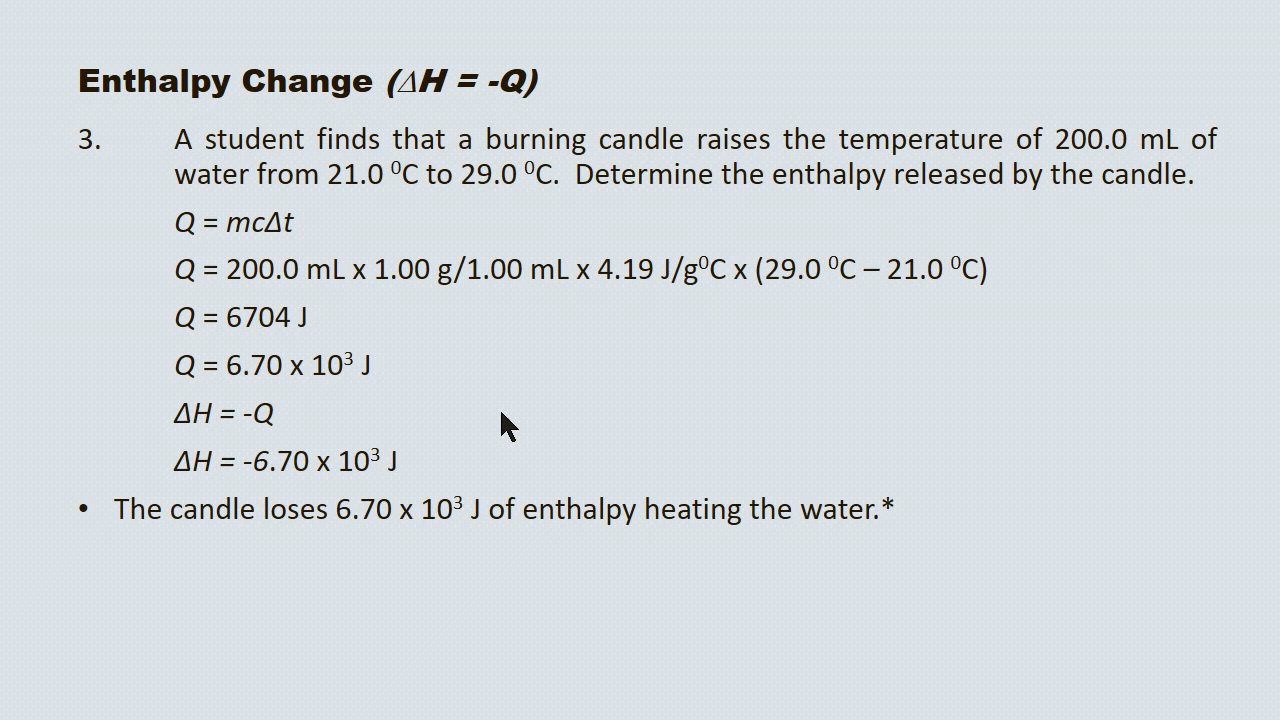 Enthalpy Change (ΔH = -Q)
3. A student finds that a burning candle raises the temperature of 200.0 mL of
water from 21.0 ⁰C to 29.0 ⁰C. Determine the enthalpy released by the candle.
Q = mcΔt
Q = 200.0 mL x 1.00 g/1.00 mL x 4.19 J/g⁰C x (29.0 ⁰C – 21.0 ⁰C)
Q = 6704 J
Q = 6.70 x 10³ J
ΔH = -Q
ΔH = -6.70 x 10³ J
• The candle loses 6.70 x 10³ J of enthalpy heating the water.*